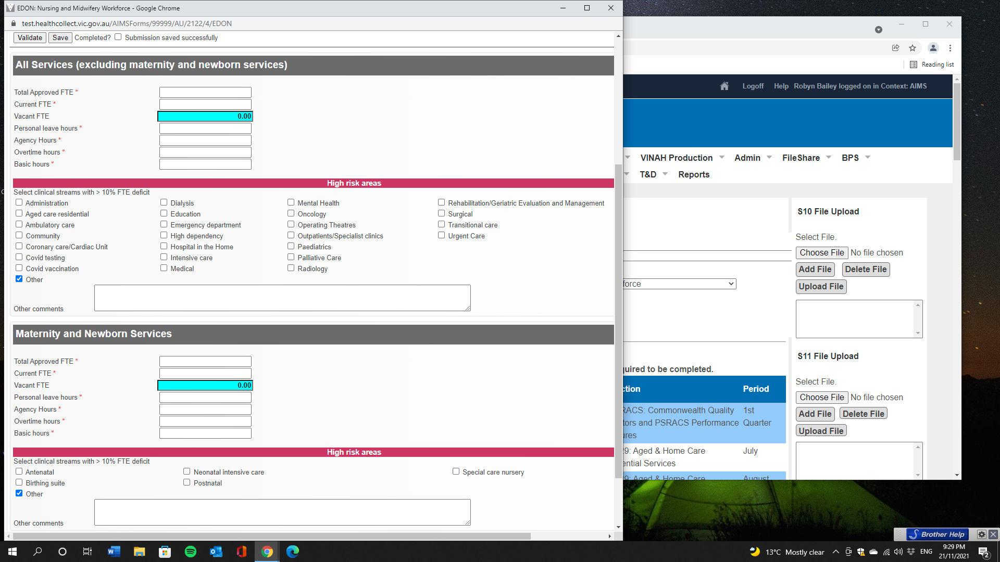 EDON: Nursing and Midwifery Workforce - Google Chrome
test.healthcollect.vic.gov.au/AIMSForms/99999/AU/2122/4/EDON
Validate Save Completed? Submission saved successfully
All Services (excluding maternity and newborn services)
Total Approved FTE *
Current FTE *
Vacant FTE 0.00
Personal leave hours *
Agency Hours *
Overtime hours *
Basic hours *
High risk areas
Select clinical streams with > 10% FTE deficit
Administration Dialysis Mental Health Rehabilitation/Geriatric Evaluation and Management
Aged care residential Education Oncology Surgical
Ambulatory care Emergency department Operating Theatres Transitional care
Community High dependency Outpatients/Specialist clinics Urgent Care
Coronary care/Cardiac Unit Hospital in the Home Paediatrics
Covid testing Intensive care Palliative Care
Covid vaccination Medical Radiology
Other
Other comments
Maternity and Newborn Services
Total Approved FTE *
Current FTE *
Vacant FTE 0.00
Personal leave hours *
Agency Hours *
Overtime hours *
Basic hours *
High risk areas
Select clinical streams with > 10% FTE deficit
Antenatal Neonatal intensive care Special care nursery
Birthing suite Postnatal
Other
Other comments
Reading list
Logoff Help Robyn Bailey logged on in Context: AIMS
VINAH Production Admin FileShare BPS
T&D Reports
force
quired to be completed.
ction Period
RACS: Commonwealth Quality 1st
tors and PSRACS Performance Quarter
ures
29: Aged & Home Care July
ential Services
29: Aged & Home Care August
S10 File Upload
Select File.
Choose File No file chosen
Add File Delete File
Upload File
S11 File Upload
Select File.
Choose File No file chosen
Add File Delete File
Upload File
Brother Help
13°C Mostly clear ENG 9:29 PM
21/11/2021 2